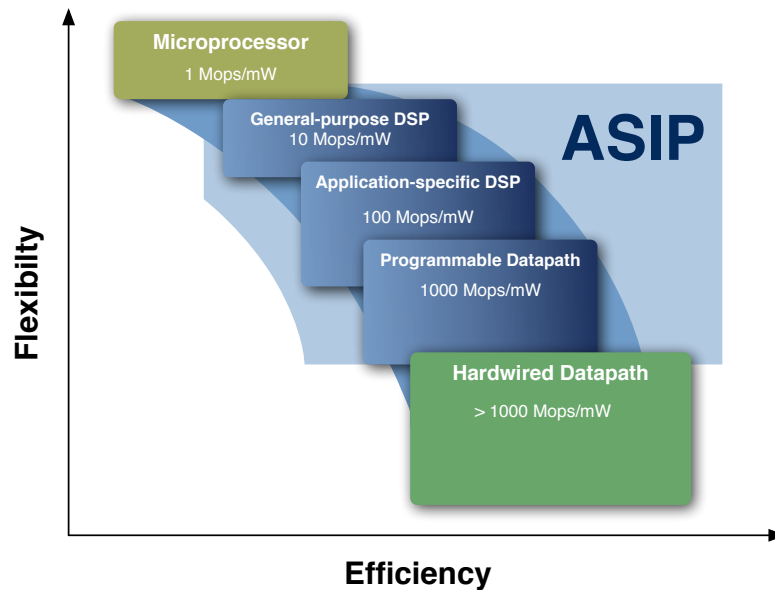 Microprocessor
1 Mops/mW
General-purpose DSP
10 Mops/mW
ASIP
Application-specific DSP
100 Mops/mW
Programmable Datapath
1000 Mops/mW
Hardwired Datapath
> 1000 Mops/mW
Flexibilty
Efficiency